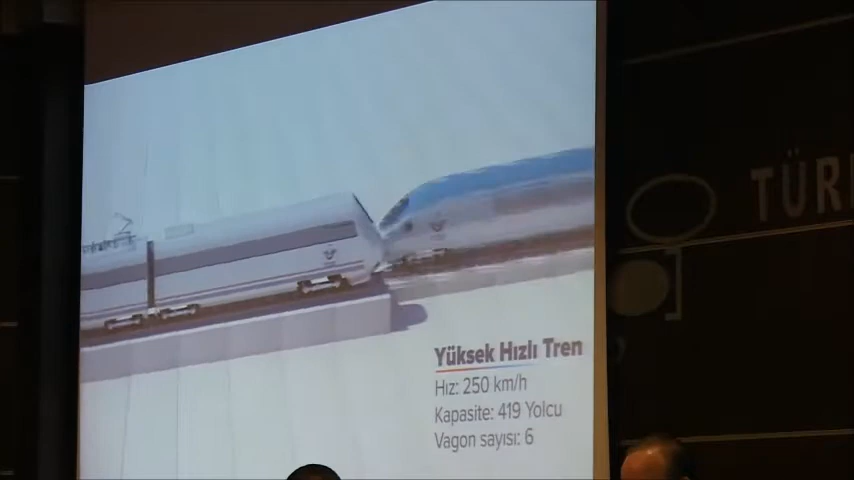 TÜR
Yüksek Hızlı Tren
Hız: 250 km/h
Kapasite: 419 Yolcu
Vagon sayısı: 6